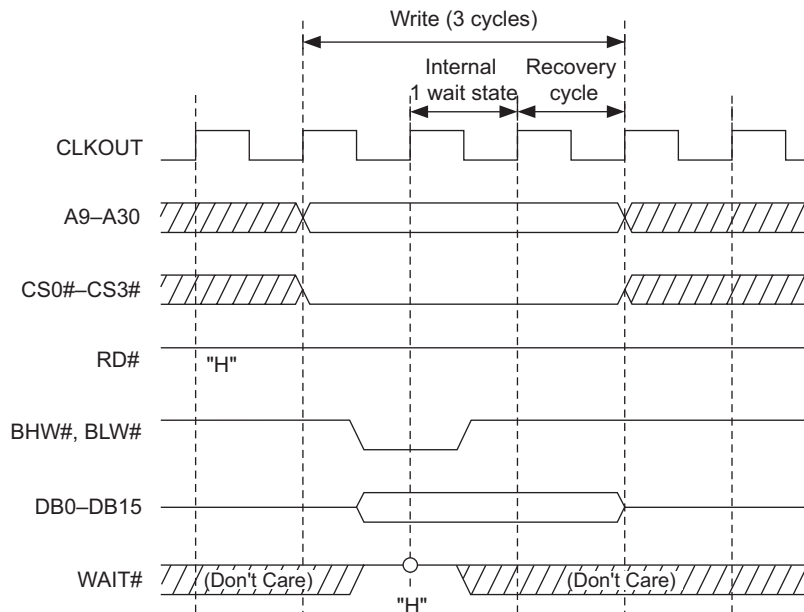 Write (3 cycles)
Internal
1 wait state
Recovery
cycle
CLKOUT
A9–A30
CS0#–CS3#
RD#
"H"
BHW#, BLW#
DB0–DB15
WAIT#
(Don't Care)
(Don't Care)
"H"